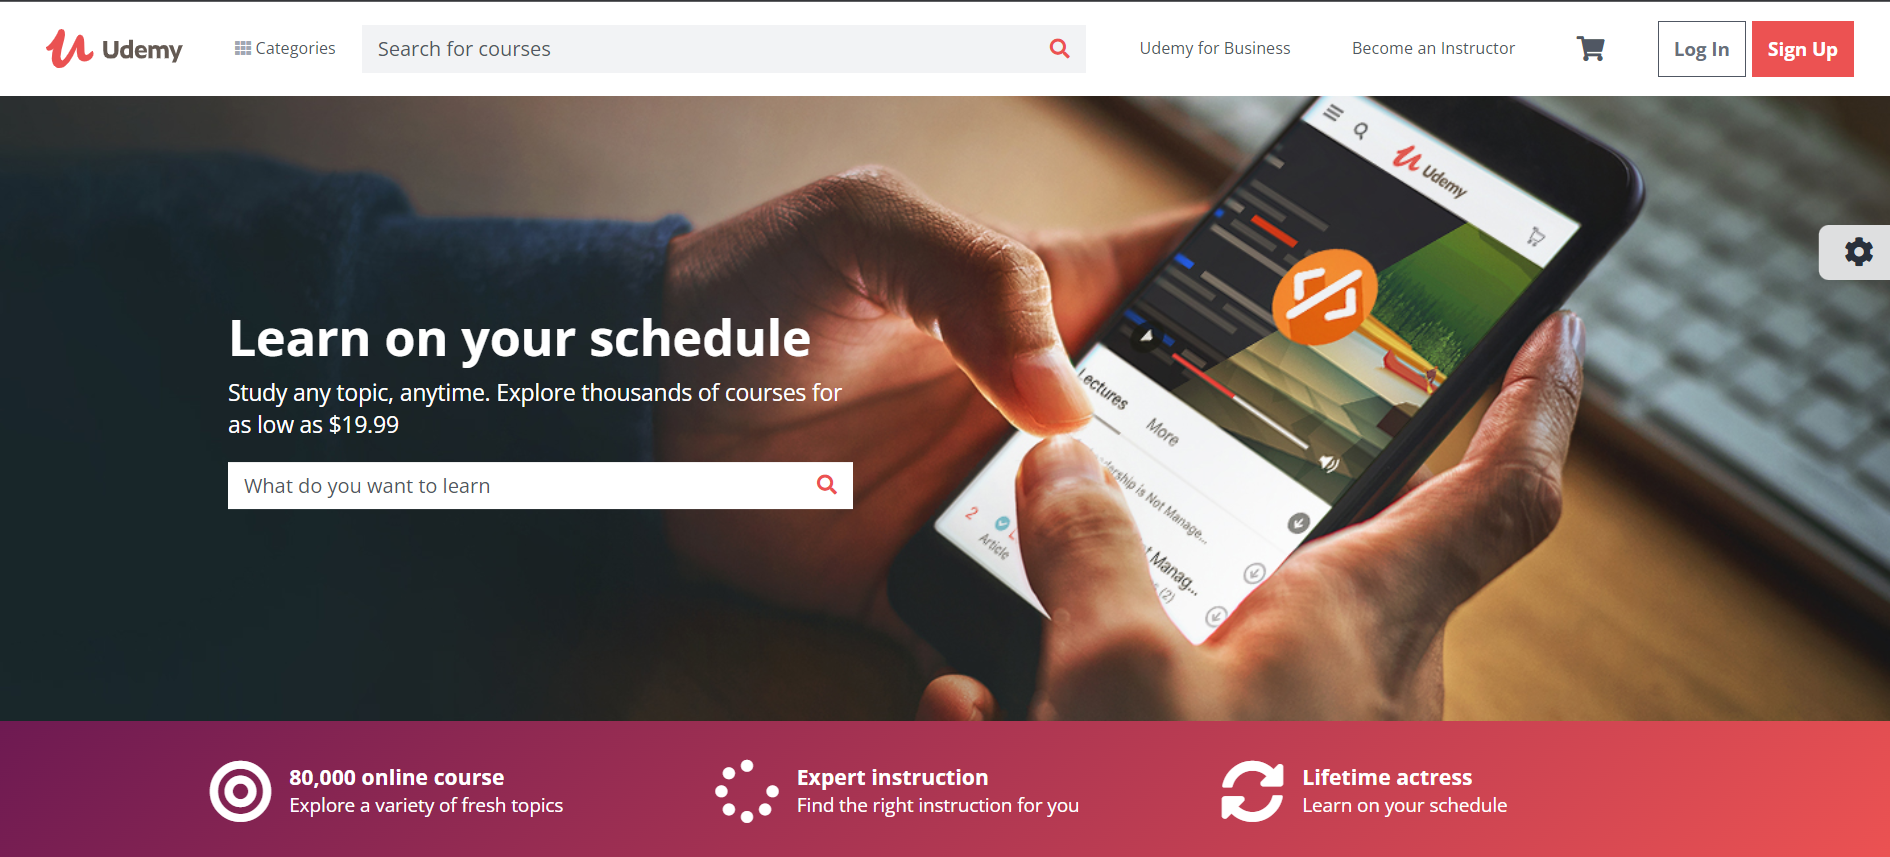 Udemy
Categories
Search for courses
Udemy for Business
Become an Instructor
Log In
Sign Up
Udemy
Learn on your schedule
Study any topic, anytime. Explore thousands of courses for
as low as $19.99
What do you want to learn
Lectures
More
is Not Manage...
2
Article
Manag...
(2)
80,000 online course
Explore a variety of fresh topics
Expert instruction
Find the right instruction for you
Lifetime actress
Learn on your schedule